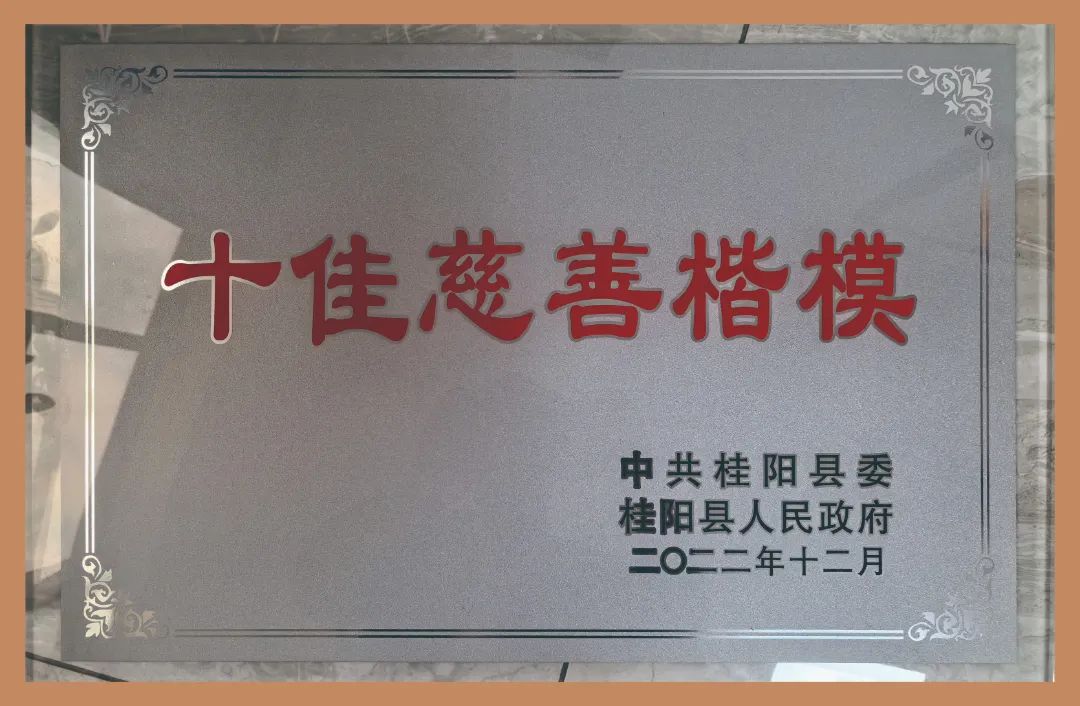 十佳慈善楷模
中共桂阳县委
桂阳县人民政府
二〇二二年十二月